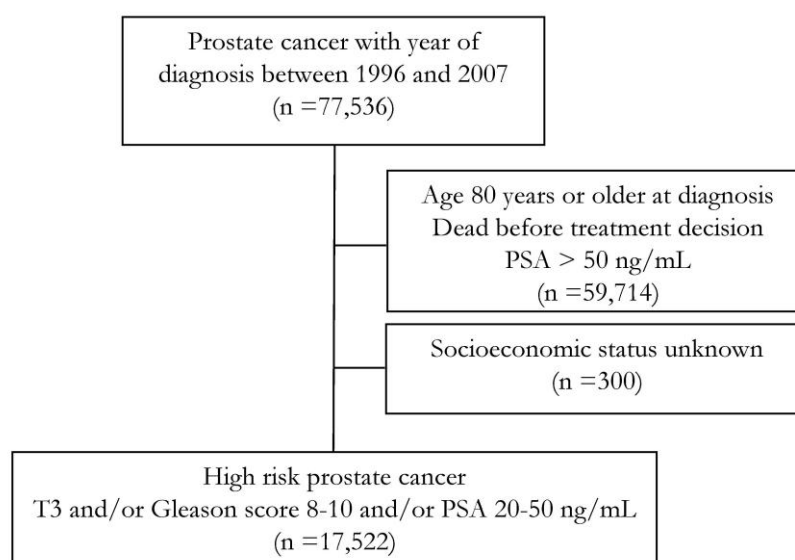 Prostate cancer with year of
diagnosis between 1996 and 2007
(n =77,536)
Age 80 years or older at diagnosis
Dead before treatment decision
PSA > 50 ng/mL
(n =59,714)
Socioeconomic status unknown
(n =300)
High risk prostate cancer
T3 and/or Gleason score 8-10 and/or PSA 20-50 ng/mL
(n =17,522)